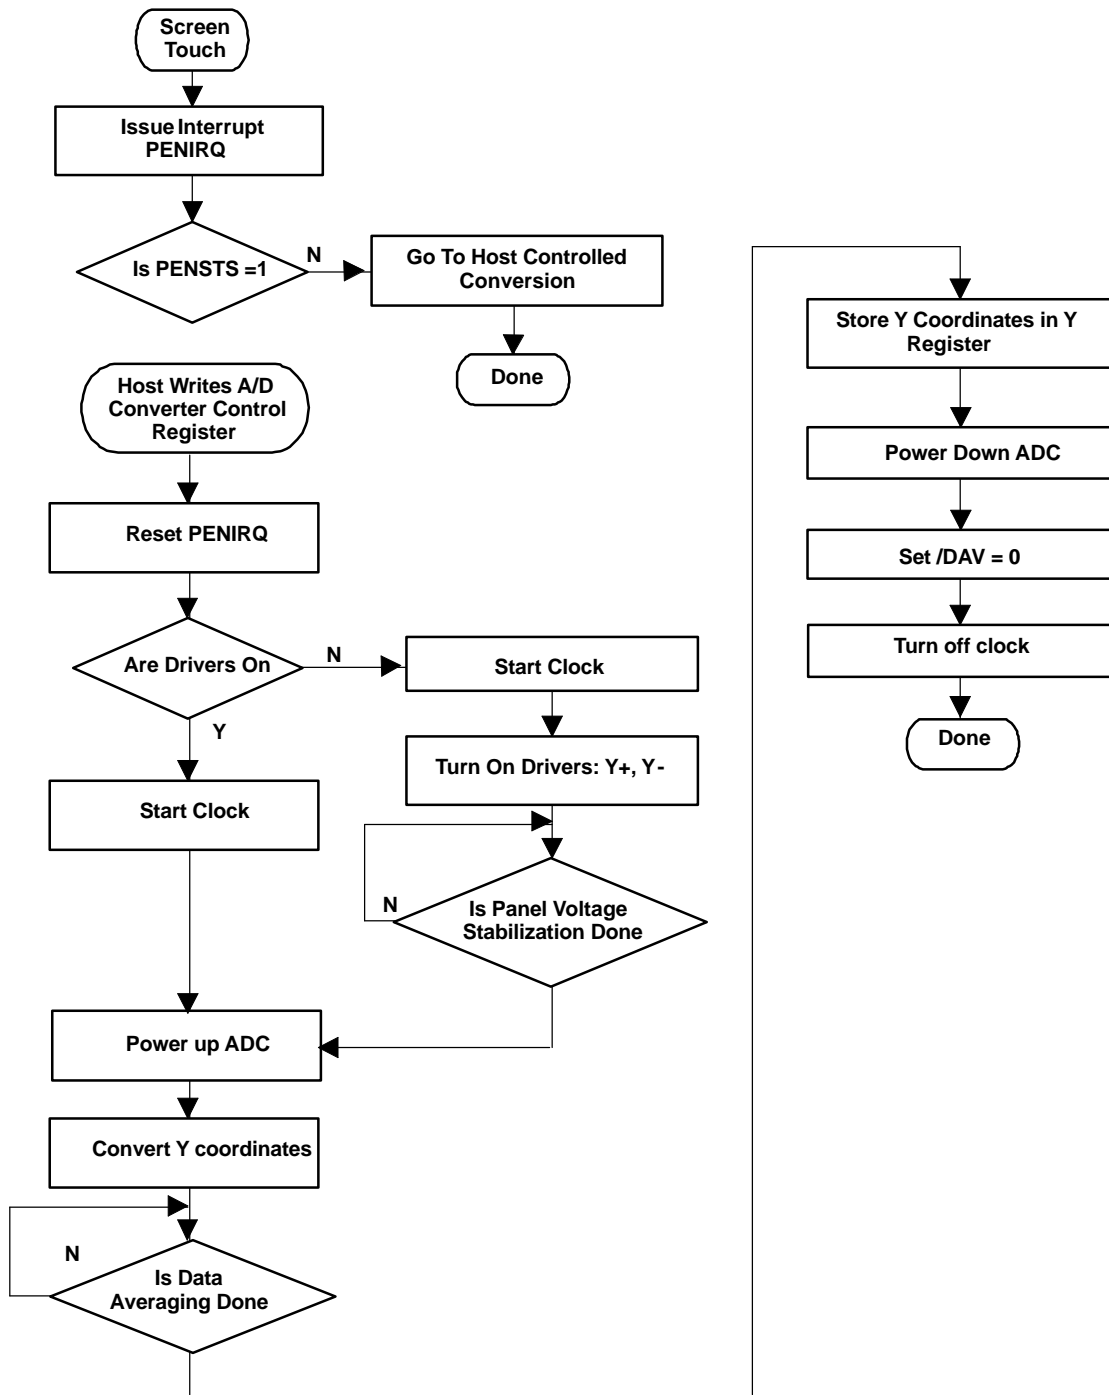 Screen
Touch
Issue Interrupt
PENIRQ
Is PENSTS =1
N
Go To Host Controlled
Conversion
Done
Host Writes A/D
Converter Control
Register
Reset PENIRQ
Are Drivers On
N
Start Clock
Y
Turn On Drivers: Y+, Y-
Start Clock
N
Is Panel Voltage
Stabilization Done
Power up ADC
Convert Y coordinates
N
Is Data
Averaging Done
Store Y Coordinates in Y
Register
Power Down ADC
Set /DAV = 0
Turn off clock
Done